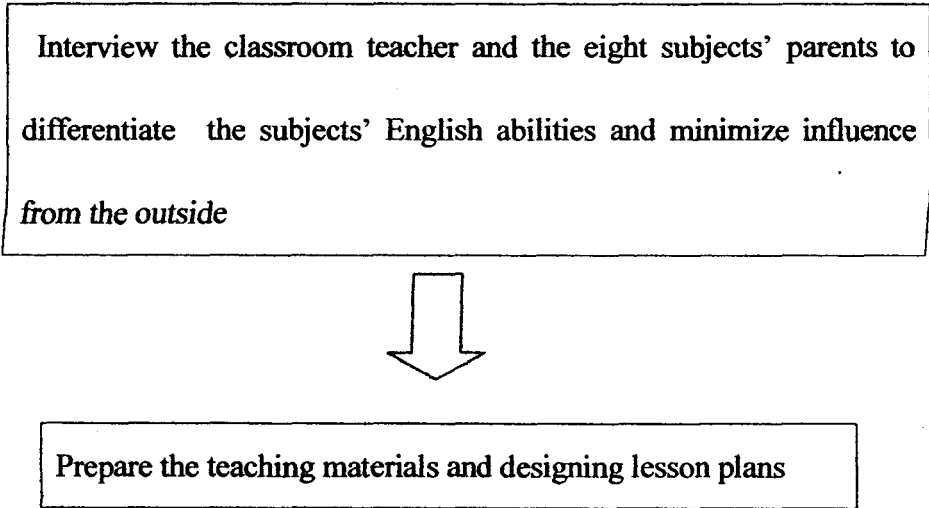 Interview the classroom teacher and the eight subjects' parents to
differentiate the subjects' English abilities and minimize influence
from the outside
Prepare the teaching materials and designing lesson plans